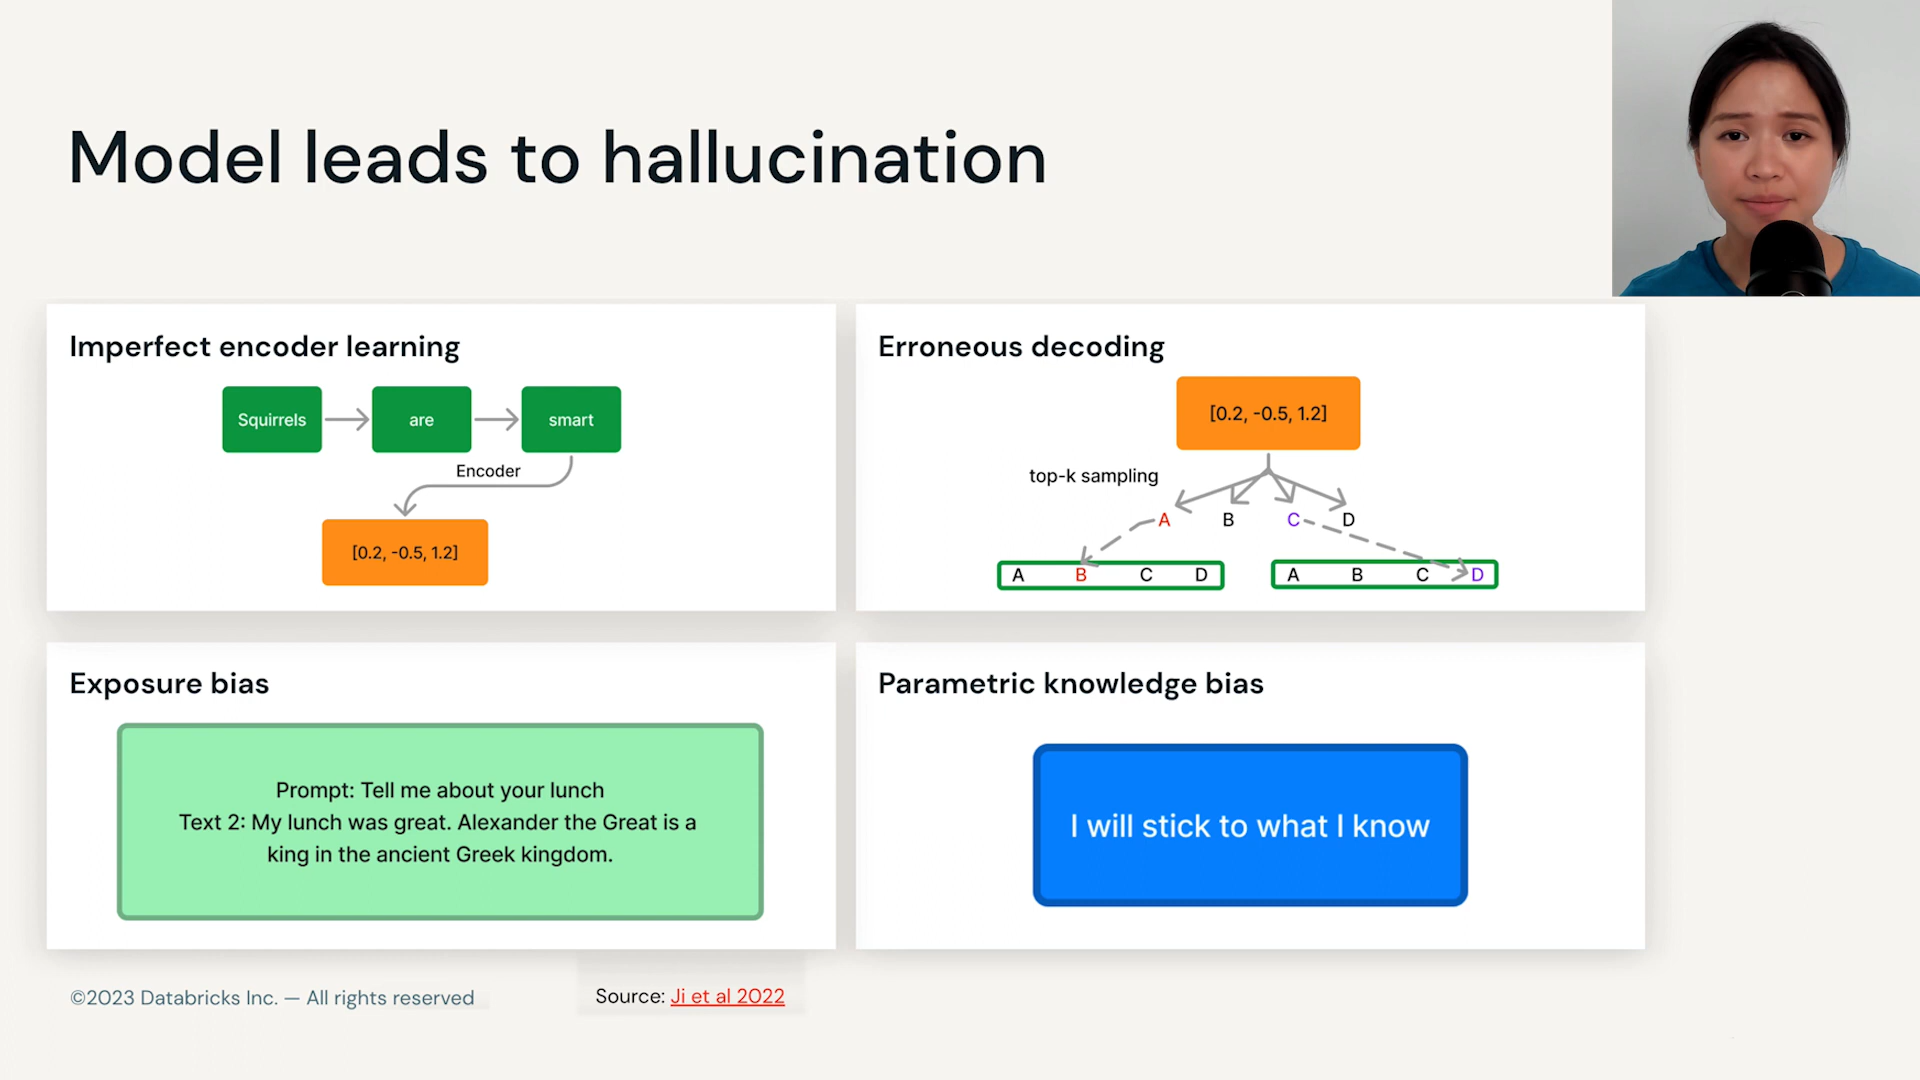 Model leads to hallucination
Imperfect encoder learning
Squirrels are smart
Encoder
[0.2, -0.5, 1.2]
Erroneous decoding
[0.2, -0.5, 1.2]
top-k sampling
A B C D
A B C D
A B C D
Exposure bias
Prompt: Tell me about your lunch
Text 2: My lunch was great. Alexander the Great is a
king in the ancient Greek kingdom.
Parametric knowledge bias
I will stick to what I know
©2023 Databricks Inc. — All rights reserved
Source: Ji et al 2022